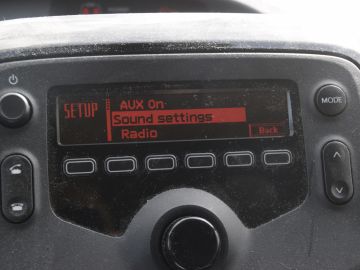 SETUP
AUX On
Sound settings
Radio
Back
MODE